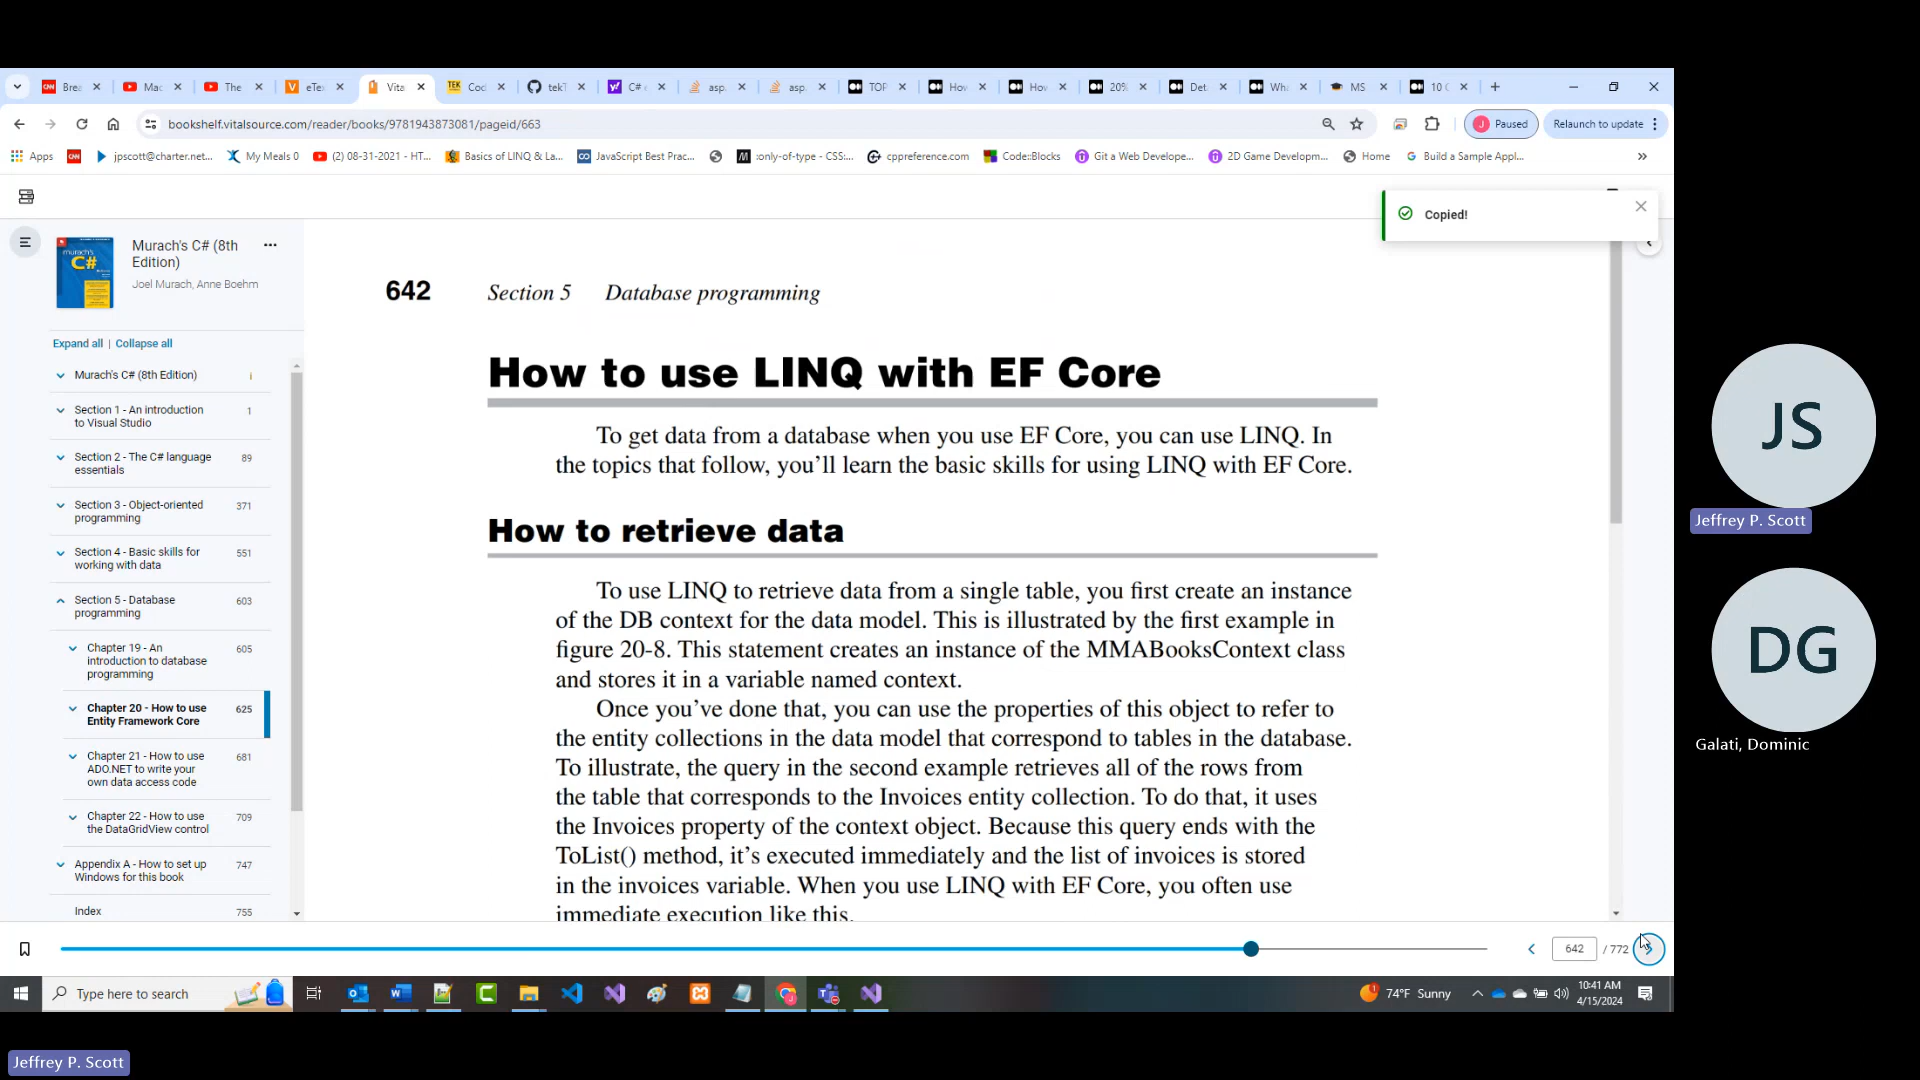 Brea
Mac
The
eTex
Vita
TEK Cod
tekT
C# c
asp.
asp.
TOP
How
How
20%
Det
Wha
MS
10 C
bookshelf.vitalsource.com/reader/books/9781943873081/pageid/663
J Paused
Relaunch to update
Apps
CNN
jpscott@charter.net...
My Meals 0
(2) 08-31-2021 - HT...
Basics of LINQ & La...
JavaScript Best Prac...
:only-of-type - CSS:...
cppreference.com
Code::Blocks
Git a Web Develope...
2D Game Developm...
Home
Build a Sample Appl...
Copied!
Murach's C# (8th
Edition)
Joel Murach, Anne Boehm
Expand all | Collapse all
Murach's C# (8th Edition) i
Section 1 - An introduction 1
to Visual Studio
Section 2 - The C# language 89
essentials
Section 3 - Object-oriented 371
programming
Section 4 - Basic skills for 551
working with data
Section 5 - Database 603
programming
Chapter 19 - An 605
introduction to database
programming
Chapter 20 - How to use 625
Entity Framework Core
Chapter 21 - How to use 681
ADO.NET to write your
own data access code
Chapter 22 - How to use 709
the DataGridView control
Appendix A - How to set up 747
Windows for this book
Index 755
642 Section 5 Database programming
How to use LINQ with EF Core
To get data from a database when you use EF Core, you can use LINQ. In
the topics that follow, you'll learn the basic skills for using LINQ with EF Core.
How to retrieve data
To use LINQ to retrieve data from a single table, you first create an instance
of the DB context for the data model. This is illustrated by the first example in
figure 20-8. This statement creates an instance of the MMABooksContext class
and stores it in a variable named context.
Once you've done that, you can use the properties of this object to refer to
the entity collections in the data model that correspond to tables in the database.
To illustrate, the query in the second example retrieves all of the rows from
the table that corresponds to the Invoices entity collection. To do that, it uses
the Invoices property of the context object. Because this query ends with the
ToList() method, it's executed immediately and the list of invoices is stored
in the invoices variable. When you use LINQ with EF Core, you often use
immediate execution like this.
642 / 772
Type here to search
74°F Sunny
10:41 AM
4/15/2024
JS
Jeffrey P. Scott
DG
Galati, Dominic
Jeffrey P. Scott